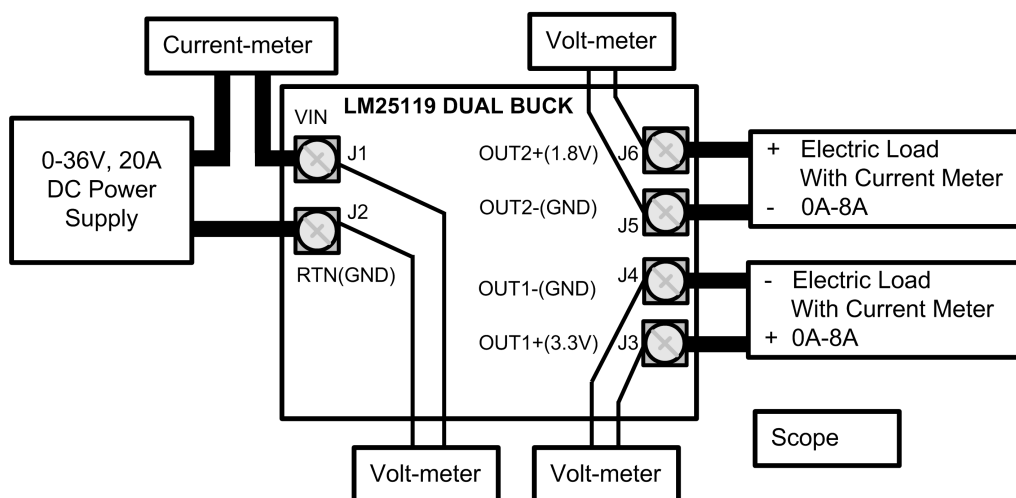 Current-meter
Volt-meter
LM25119 DUAL BUCK
VIN
J1
0-36V, 20A
DC Power
Supply
J2
RTN(GND)
OUT2+(1.8V)
J6
OUT2-(GND)
J5
+ Electric Load
With Current Meter
- 0A-8A
OUT1-(GND)
J4
OUT1+(3.3V)
J3
- Electric Load
With Current Meter
+ 0A-8A
Scope
Volt-meter
Volt-meter